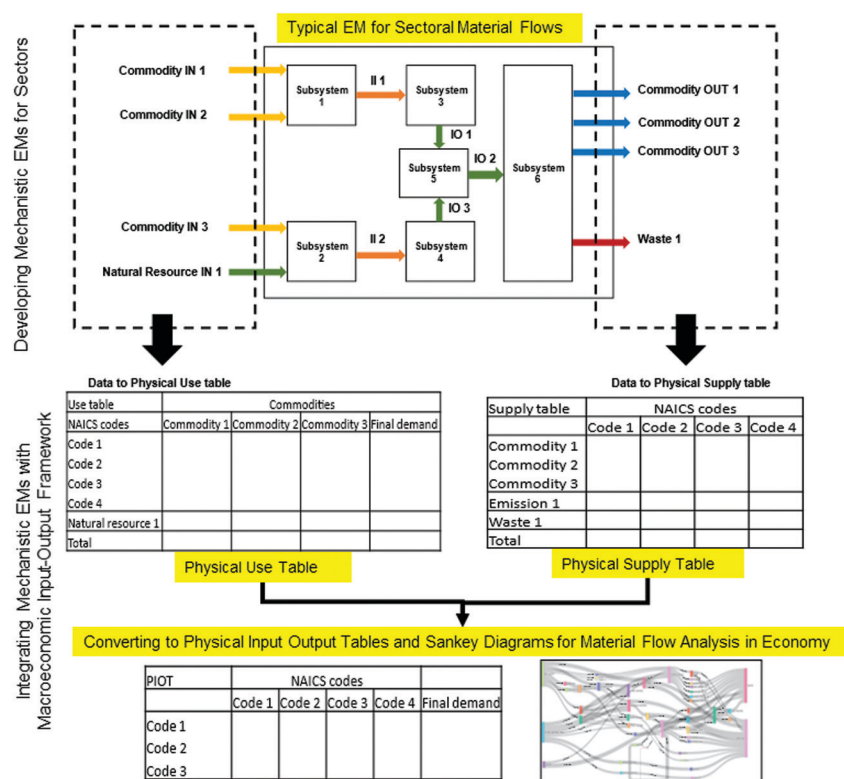 Typical EM for Sectoral Material Flows
Developing Mechanistic EMs for Sectors
Commodity IN 1
Commodity IN 2
Commodity IN 3
Natural Resource IN 1
Subsystem
1
II 1
Subsystem
3
IO 1
Subsystem
5
IO 2
IO 3
Subsystem
2
II 2
Subsystem
4
Subsystem
6
Commodity OUT 1
Commodity OUT 2
Commodity OUT 3
Waste 1
Integrating Mechanistic EMs with
Macroeconomic Input-Output Framework
Data to Physical Use table
Use table Commodities
NAICS codes Commodity 1 Commodity 2 Commodity 3 Final demand
Code 1
Code 2
Code 3
Code 4
Natural resource 1
Total
Physical Use Table
Data to Physical Supply table
Supply table NAICS codes
Code 1 Code 2 Code 3 Code 4
Commodity 1
Commodity 2
Commodity 3
Emission 1
Waste 1
Total
Physical Supply Table
Converting to Physical Input Output Tables and Sankey Diagrams for Material Flow Analysis in Economy
PIOT NAICS codes
Code 1 Code 2 Code 3 Code 4 Final demand
Code 1
Code 2
Code 3